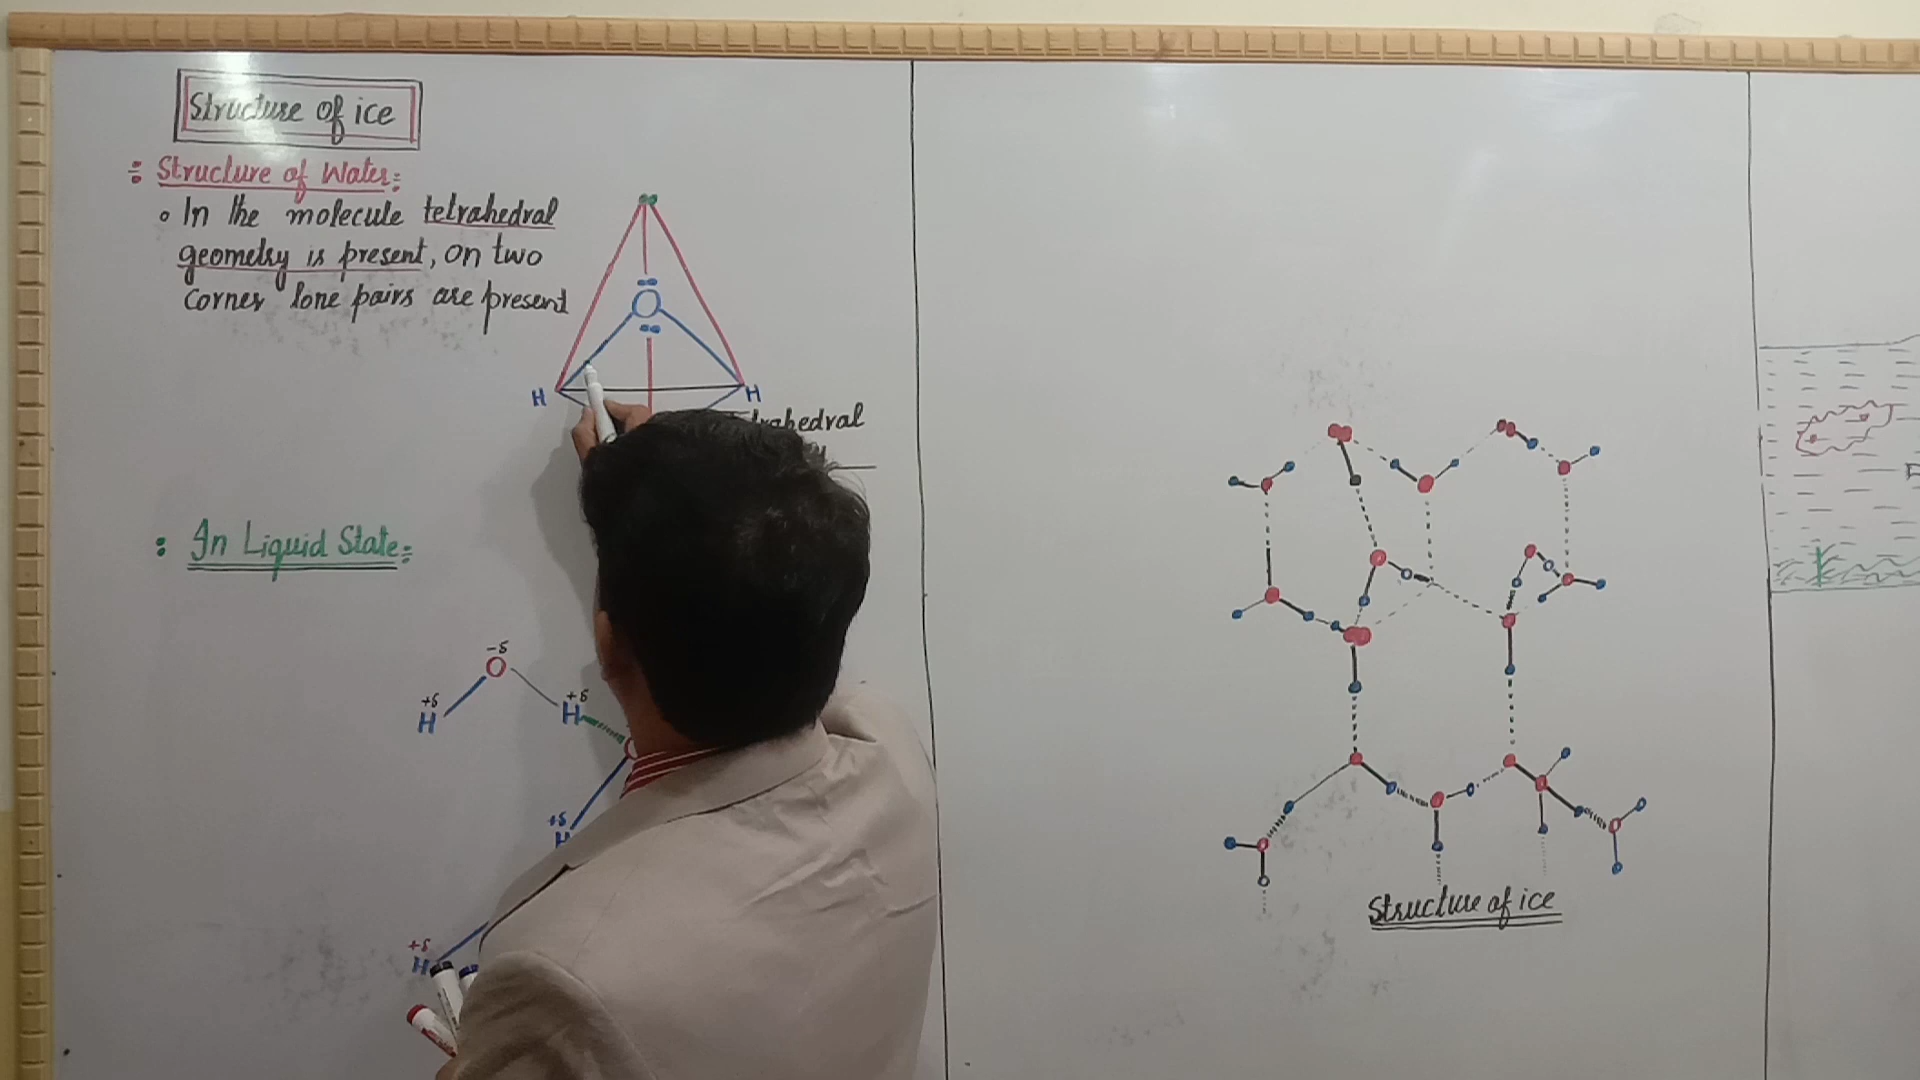 Structure of ice
: Structure of Water:
o In the molecule tetrahedral
geometry is present, on two
corner lone pairs are present
O
H
H
drahedral
: In Liquid State:
-δ
O
+δ
H
+δ
H
+δ
H
+δ
H
Structure of ice